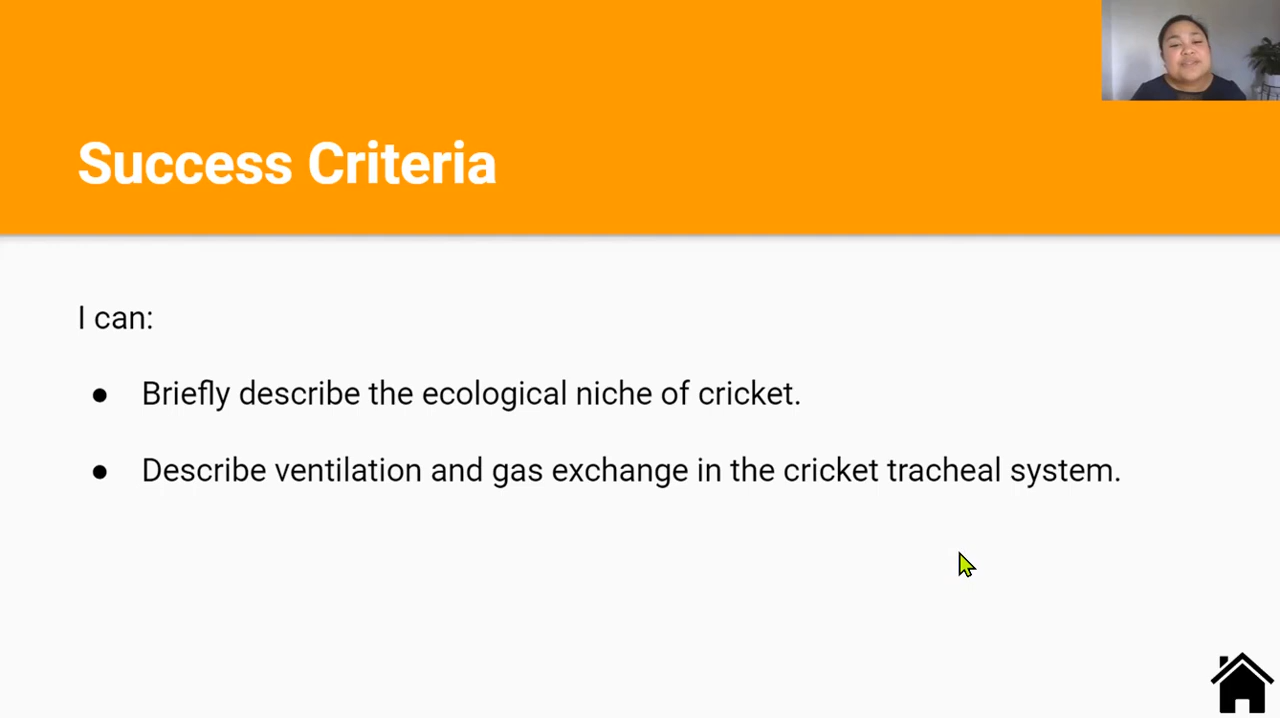 Success Criteria
I can:
● Briefly describe the ecological niche of cricket.
● Describe ventilation and gas exchange in the cricket tracheal system.